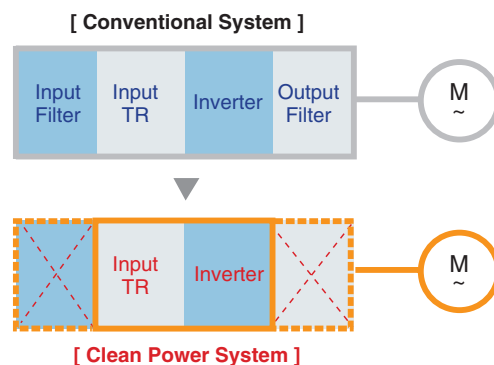 [ Conventional System ]
Input
Filter
Input
TR
Inverter
Output
Filter
M
~
Input
TR
Inverter
M
~
[ Clean Power System ]